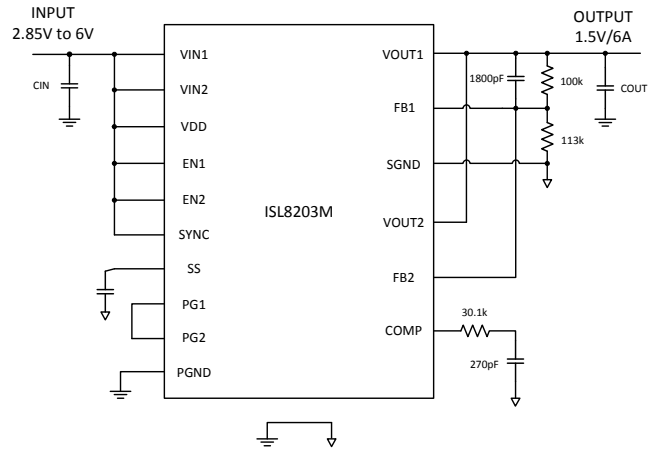 INPUT
2.85V to 6V
OUTPUT
1.5V/6A
CIN
VIN1
VIN2
VDD
EN1
EN2
SYNC
SS
PG1
PG2
PGND
ISL8203M
VOUT1
FB1
SGND
VOUT2
FB2
COMP
1800pF
100k
COUT
113k
30.1k
270pF